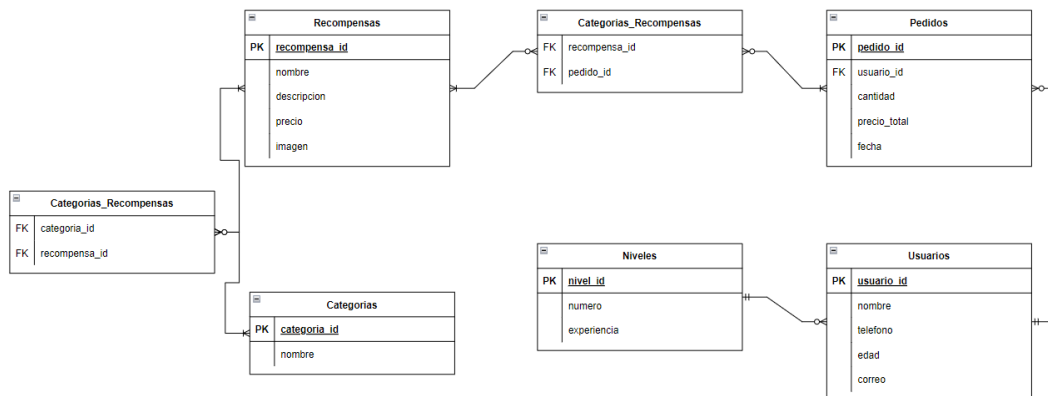 Recompensas
PK recompensa_id
nombre
descripcion
precio
imagen
Categorias_Recompensas
FK recompensa_id
FK pedido_id
Pedidos
PK pedido_id
FK usuario_id
cantidad
precio_total
fecha
Categorias_Recompensas
FK categoria_id
FK recompensa_id
Categorias
PK categoria_id
nombre
Niveles
PK nivel_id
numero
experiencia
Usuarios
PK usuario_id
nombre
telefono
edad
correo